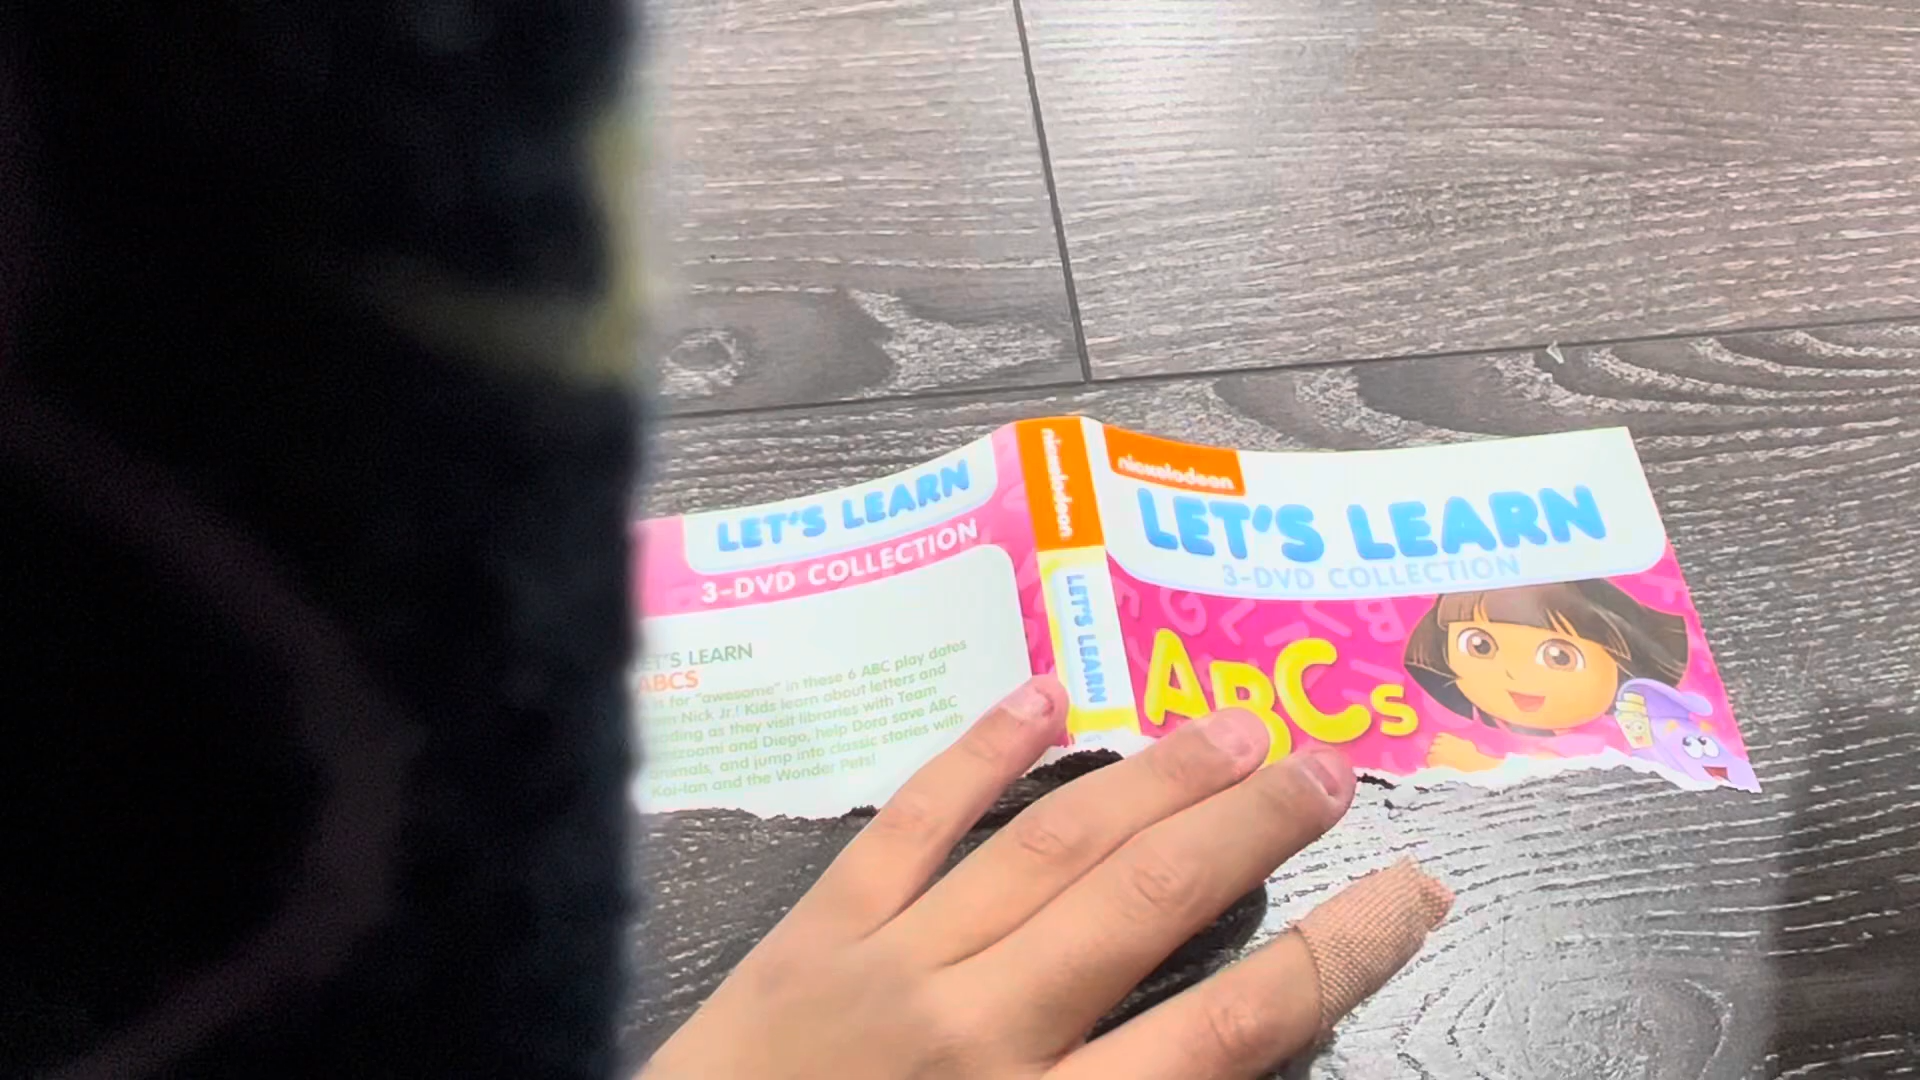 LET'S LEARN
3-DVD COLLECTION
LET'S LEARN
ABCS
is for "awesome" in these 6 ABC play dates
Nick Jr.! Kids learn about letters and
as they visit libraries with Team
and Diego, help Dora save ABC
and jump into classic stories with
Kai-lan and the Wonder Pets!
nickelodeon
LET'S LEARN
nickelodeon
LET'S LEARN
3-DVD COLLECTION
ABCs